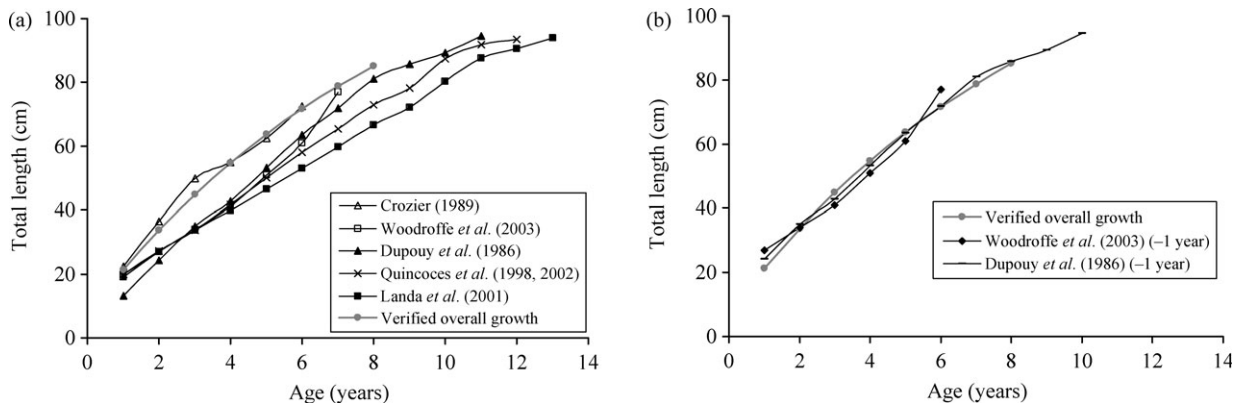 (a)
100
80
60
40
20
0
Total length (cm)
0 2 4 6 8 10 12 14
Age (years)
Crozier (1989)
Woodroffe et al. (2003)
Dupouy et al. (1986)
Quincoces et al. (1998, 2002)
Landa et al. (2001)
Verified overall growth
(b)
100
80
60
40
20
0
Total length (cm)
0 2 4 6 8 10 12 14
Age (years)
Verified overall growth
Woodroffe et al. (2003) (–1 year)
Dupouy et al. (1986) (–1 year)